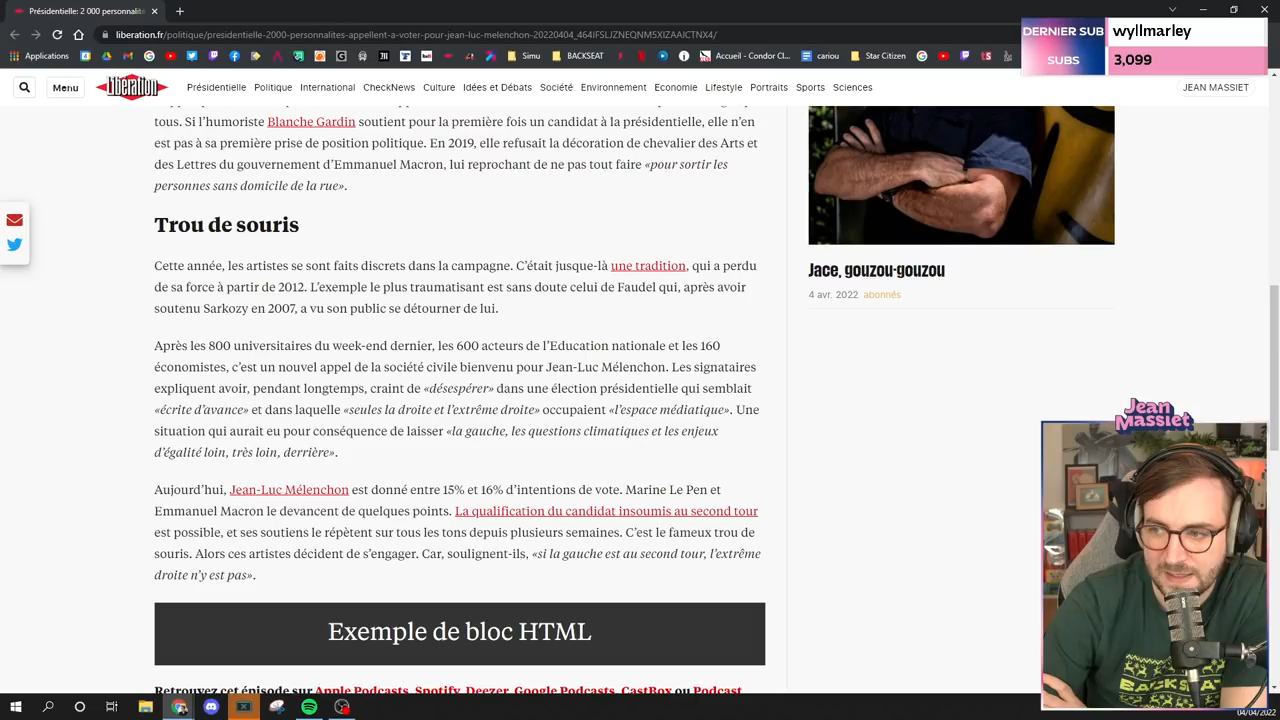 Présidentielle: 2 000 personnal
liberation.fr/politique/presidentielle-2000-personnalites-appellent-a-voter-pour-jean-luc-melenchon-20220404_464IFSLJZNEQNM5XIZAAICTNX4/
Applications
Simu
BACKSEAT
Accueil - Condor Cl...
caricou
Star Citizen
caricou
DERNIER SUB
wyllmarley
SUBS
3,099
Menu
Libération
Présidentielle
Politique
International
CheckNews
Culture
Idées et Débats
Société
Environnement
Economie
Lifestyle
Portraits
Sports
Sciences
JEAN MASSIET
tous. Si l'humoriste Blanche Gardin soutient pour la première fois un candidat à la présidentielle, elle n'en
est pas à sa première prise de position politique. En 2019, elle refusait la décoration de chevalier des Arts et
des Lettres du gouvernement d'Emmanuel Macron, lui reprochant de ne pas tout faire «pour sortir les
personnes sans domicile de la rue».
Trou de souris
Cette année, les artistes se sont faits discrets dans la campagne. C'était jusque-là une tradition, qui a perdu
de sa force à partir de 2012. L'exemple le plus traumatisant est sans doute celui de Faudel qui, après avoir
soutenu Sarkozy en 2007, a vu son public se détourner de lui.
Après les 800 universitaires du week-end dernier, les 600 acteurs de l'Education nationale et les 160
économistes, c'est un nouvel appel de la société civile bienvenu pour Jean-Luc Mélenchon. Les signataires
expliquent avoir, pendant longtemps, craint de «désespérer» dans une élection présidentielle qui semblait
«écrite d'avance» et dans laquelle «seules la droite et l'extrême droite» occupaient «l'espace médiatique». Une
situation qui aurait eu pour conséquence de laisser «la gauche, les questions climatiques et les enjeux
d'égalité loin, très loin, derrière».
Aujourd'hui, Jean-Luc Mélenchon est donné entre 15% et 16% d'intentions de vote. Marine Le Pen et
Emmanuel Macron le devancent de quelques points. La qualification du candidat insoumis au second tour
est possible, et ses soutiens le répètent sur tous les tons depuis plusieurs semaines. C'est le fameux trou de
souris. Alors ces artistes décident de s'engager. Car, soulignent-ils, «si la gauche est au second tour, l'extrême
droite n'y est pas».
Exemple de bloc HTML
Retrouvez cet épisode sur Apple Podcasts, Spotify, Deezer, Google Podcasts, CastBox ou Podcast
Jace, gouzou-gouzou
4 avr. 2022 abonnés
Jean
Massiet
BACKSEAT
04/04/2022